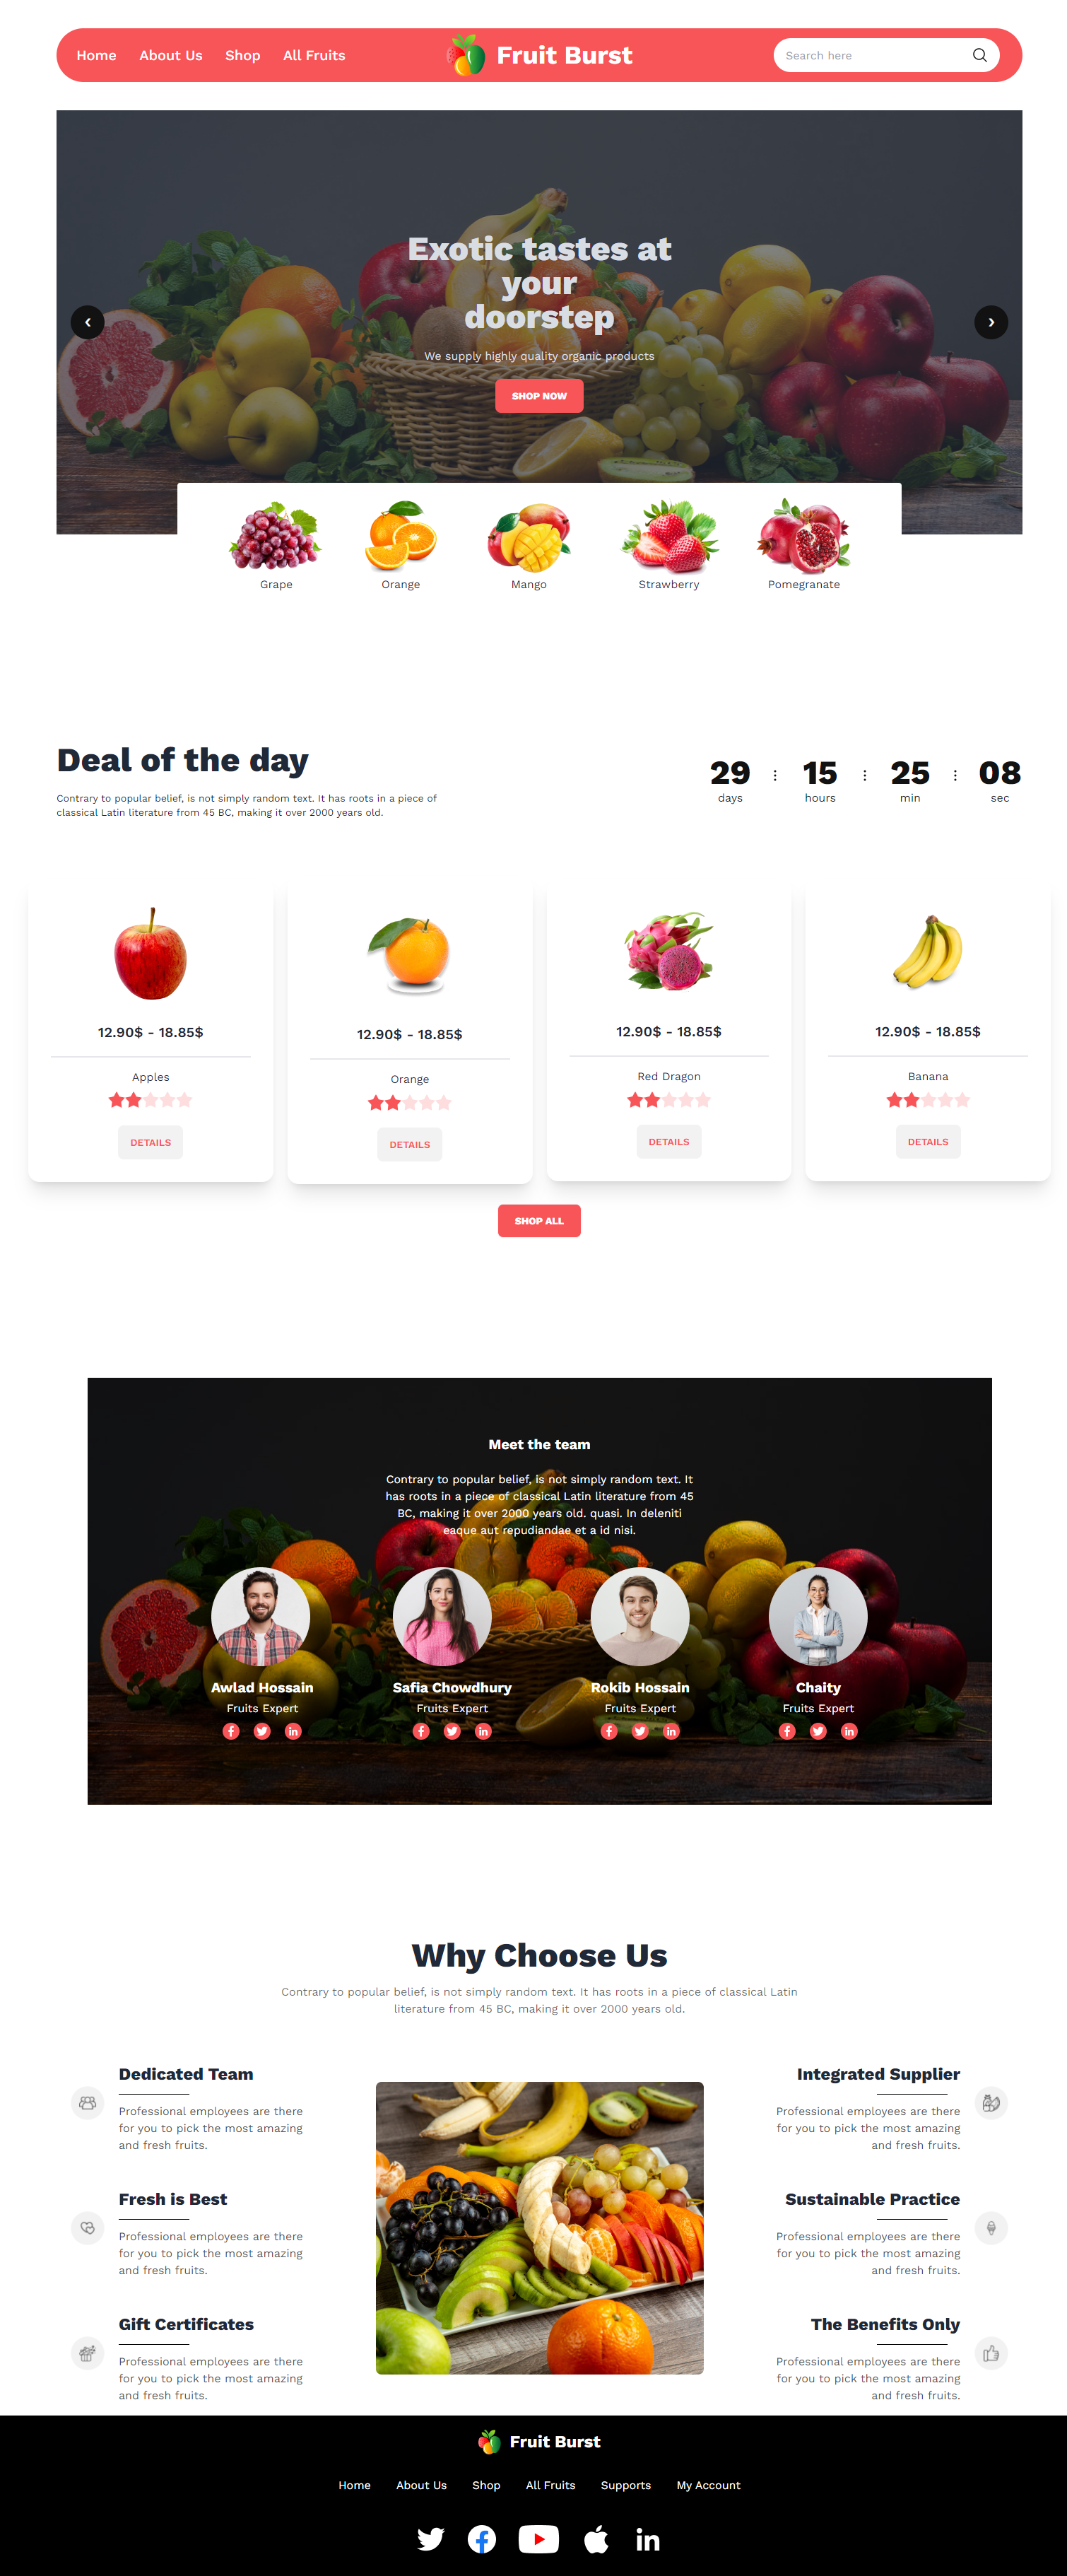 Home About Us Shop All Fruits
Fruit Burst
Search here
Exotic tastes at
your
doorstep
We supply highly quality organic products
SHOP NOW
Grape Orange Mango Strawberry Pomegranate
Deal of the day
Contrary to popular belief, is not simply random text. It has roots in a piece of
classical Latin literature from 45 BC, making it over 2000 years old.
29 : 15 : 25 : 08
days hours min sec
12.90$ - 18.85$
Apples
DETAILS
12.90$ - 18.85$
Orange
DETAILS
12.90$ - 18.85$
Red Dragon
DETAILS
12.90$ - 18.85$
Banana
DETAILS
SHOP ALL
Meet the team
Contrary to popular belief, is not simply random text. It
has roots in a piece of classical Latin literature from 45
BC, making it over 2000 years old. quasi. In deleniti
eaque aut repudiandae et a id nisi.
Awlad Hossain
Fruits Expert
Safia Chowdhury
Fruits Expert
Rokib Hossain
Fruits Expert
Chaity
Fruits Expert
Why Choose Us
Contrary to popular belief, is not simply random text. It has roots in a piece of classical Latin
literature from 45 BC, making it over 2000 years old.
Dedicated Team
Professional employees are there
for you to pick the most amazing
and fresh fruits.
Fresh is Best
Professional employees are there
for you to pick the most amazing
and fresh fruits.
Gift Certificates
Professional employees are there
for you to pick the most amazing
and fresh fruits.
Integrated Supplier
Professional employees are there
for you to pick the most amazing
and fresh fruits.
Sustainable Practice
Professional employees are there
for you to pick the most amazing
and fresh fruits.
The Benefits Only
Professional employees are there
for you to pick the most amazing
and fresh fruits.
Fruit Burst
Home About Us Shop All Fruits Supports My Account